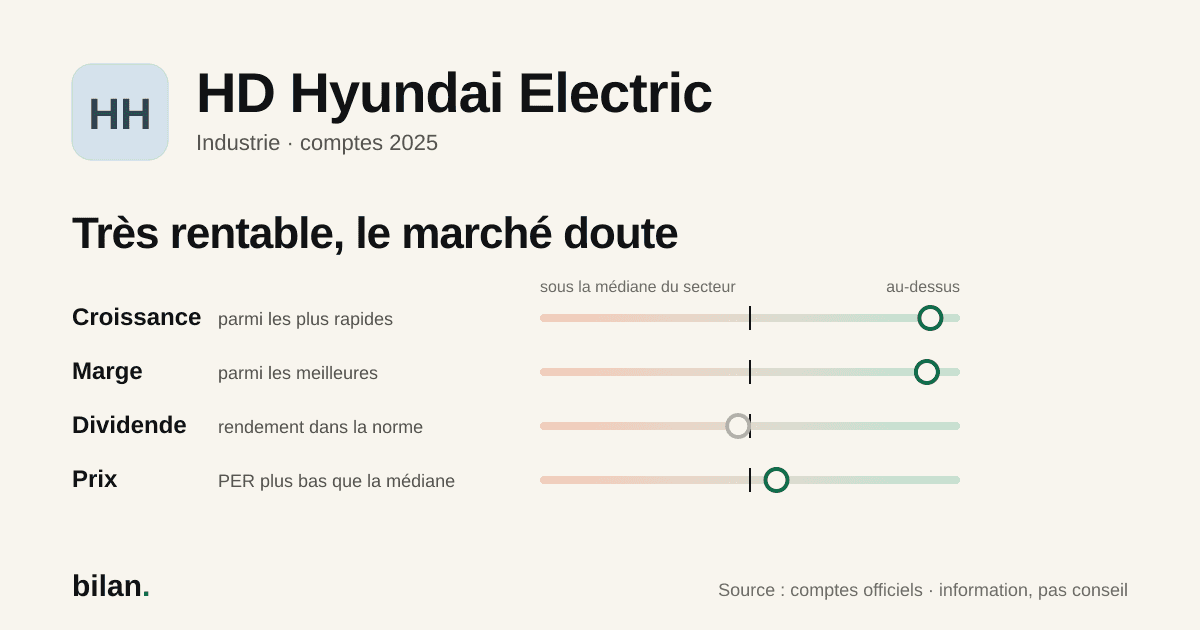 HH
HD Hyundai Electric
Industrie · comptes 2025
Très rentable, le marché doute
sous la médiane du secteur au-dessus
Croissance parmi les plus rapides
Marge parmi les meilleures
Dividende rendement dans la norme
Prix PER plus bas que la médiane
bilan.
Source : comptes officiels · information, pas conseil